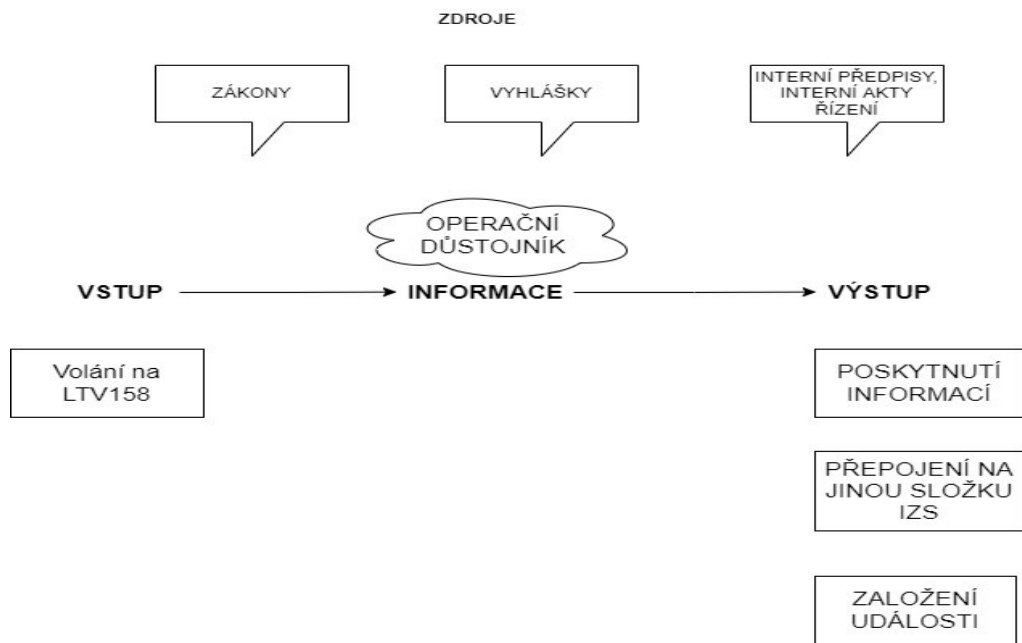 ZDROJE
ZÁKONY
VYHLÁŠKY
INTERNÍ PŘEDPISY,
INTERNÍ AKTY
ŘÍZENÍ
OPERAČNÍ
DŮSTOJNÍK
VSTUP
INFORMACE
VÝSTUP
Volání na
LTV158
POSKYTNUTÍ
INFORMACÍ
PŘEPOJENÍ NA
JINOU SLOŽKU
IZS
ZALOŽENÍ
UDÁLOSTI